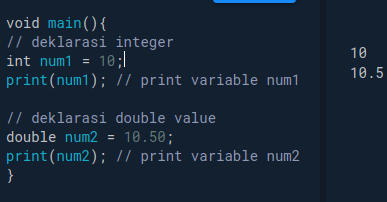 void main(){
// deklarasi integer
int num1 = 10;
print(num1); // print variable num1
// deklarasi double value
double num2 = 10.50;
print(num2); // print variable num2
}
10
10.5